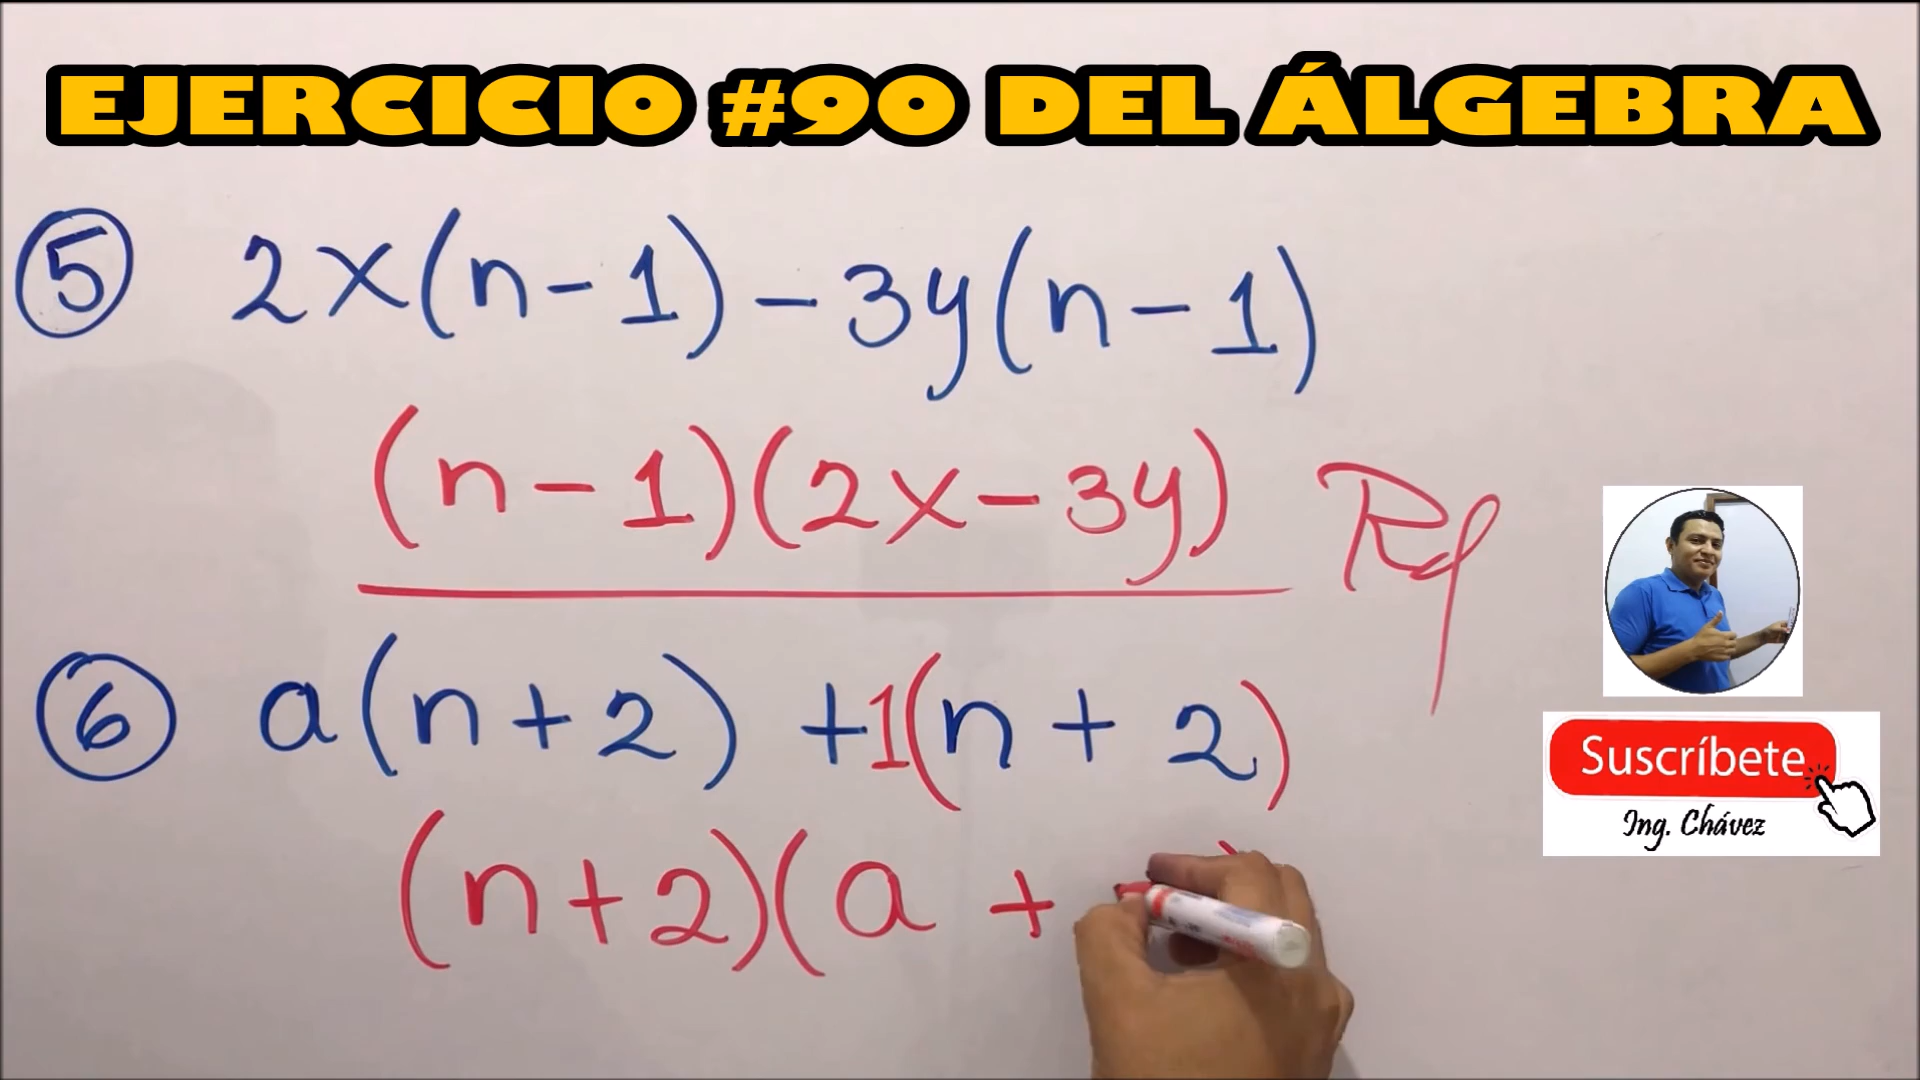 EJERCICIO #90 DEL ÁLGEBRA
5 2x(n-1)-3y(n-1)
(n-1)(2x-3y)
6 a(n+2) +1(n+2)
(n+2)(a +
Suscríbete
Ing. Chávez